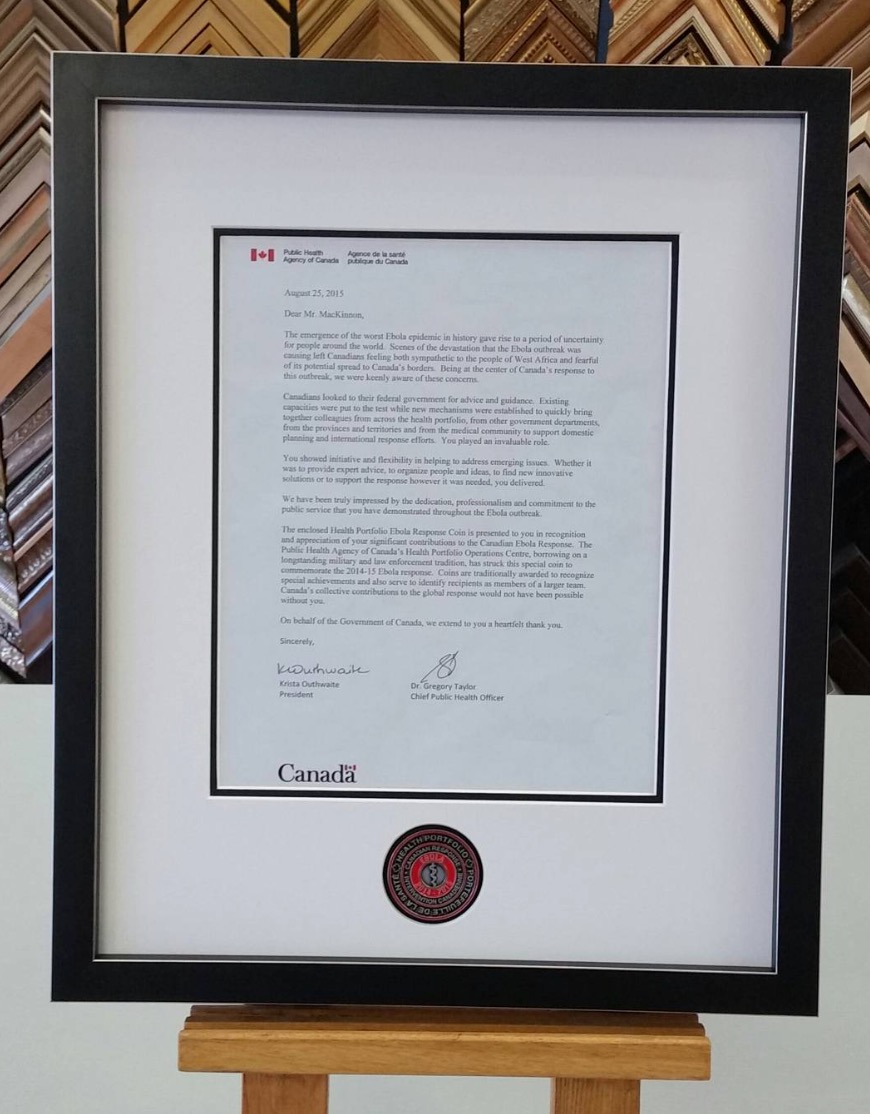 Public Health
Agency of Canada
Agence de la santé
publique du Canada
August 25, 2015
Dear Mr. MacKinnon,
The emergence of the worst Ebola epidemic in history gave rise to a period of uncertainty
for people around the world. Scenes of the devastation that the Ebola outbreak was
causing left Canadians feeling both sympathetic to the people of West Africa and fearful
of its potential spread to Canada's borders. Being at the center of Canada's response to
this outbreak, we were keenly aware of these concerns.
Canadians looked to their federal government for advice and guidance. Existing
capacities were put to the test while new mechanisms were established to quickly bring
together colleagues from across the health portfolio, from other government departments,
from the provinces and territories and from the medical community to support domestic
planning and international response efforts. You played an invaluable role.
You showed initiative and flexibility in helping to address emerging issues. Whether it
was to provide expert advice, to organize people and ideas, to find new innovative
solutions or to support the response however it was needed, you delivered.
We have been truly impressed by the dedication, professionalism and commitment to the
public service that you have demonstrated throughout the Ebola outbreak.
The enclosed Health Portfolio Ebola Response Coin is presented to you in recognition
and appreciation of your significant contributions to the Canadian Ebola Response. The
Public Health Agency of Canada's Health Portfolio Operations Centre, borrowing on a
longstanding military and law enforcement tradition, has struck this special coin to
commemorate the 2014-15 Ebola response. Coins are traditionally awarded to recognize
special achievements and also serve to identify recipients as members of a larger team.
Canada's collective contributions to the global response would not have been possible
without you.
On behalf of the Government of Canada, we extend to you a heartfelt thank you.
Sincerely,
KOuthwaite
Krista Outhwaite
President
Dr. Gregory Taylor
Chief Public Health Officer
Canada
HEALTH PORTFOLIO
PORTEFEUILLE DE LA SANTÉ
CANADIAN RESPONSE
INTERVENTION CANADIENNE
EBOLA
2014-2015